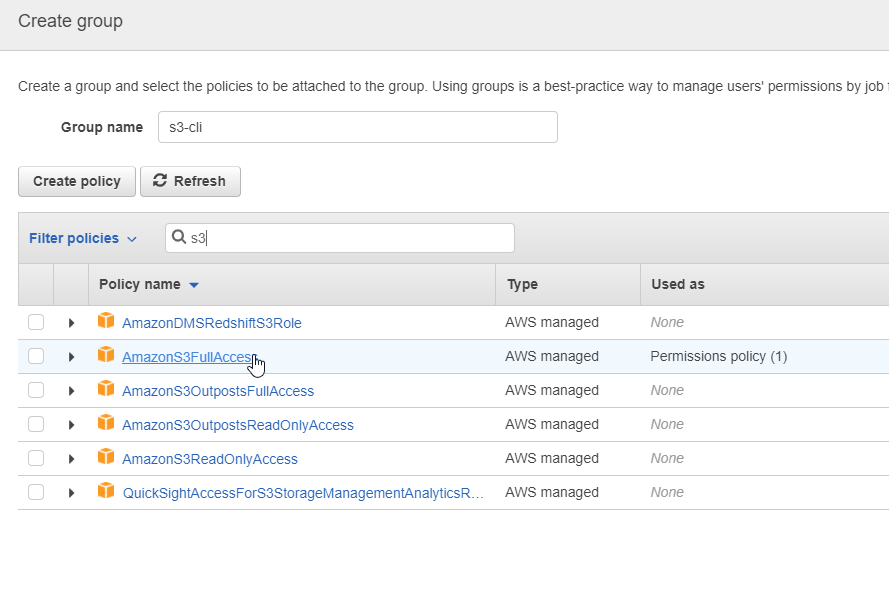 Create group
Create a group and select the policies to be attached to the group. Using groups is a best-practice way to manage users' permissions by job
Group name s3-cli
Create policy Refresh
Filter policies s3
Policy name Type Used as
AmazonDMSRedshiftS3Role AWS managed None
AmazonS3FullAcces AWS managed Permissions policy (1)
AmazonS3OutpostsFullAccess AWS managed None
AmazonS3OutpostsReadOnlyAccess AWS managed None
AmazonS3ReadOnlyAccess AWS managed None
QuickSightAccessForS3StorageManagementAnalyticsR… AWS managed None